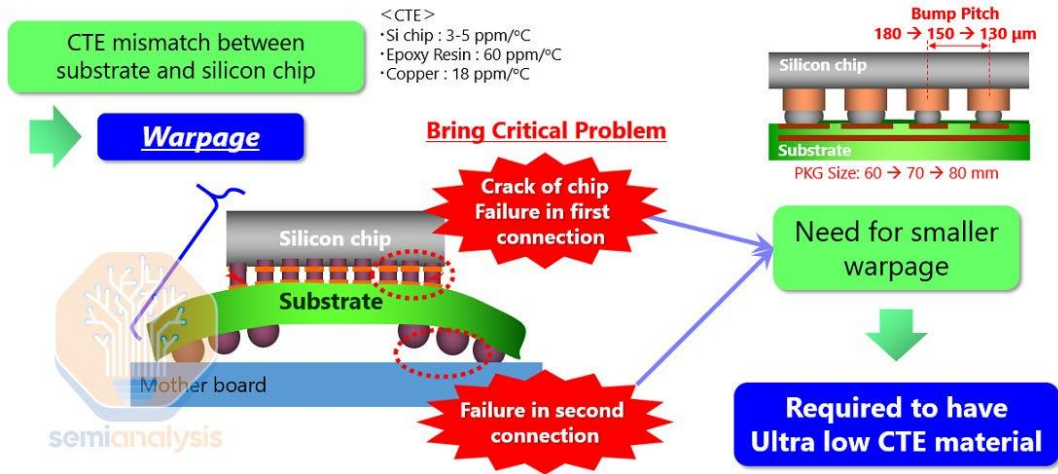 CTE mismatch between
substrate and silicon chip
<CTE>
・Si chip : 3-5 ppm/℃
・Epoxy Resin : 60 ppm/℃
・Copper : 18 ppm/℃
Warpage
Bring Critical Problem
Crack of chip
Failure in first
connection
Silicon chip
Substrate
Mother board
Failure in second
connection
semianalysis
Bump Pitch
180 → 150 → 130 μm
Silicon chip
Substrate
PKG Size: 60 → 70 → 80 mm
Need for smaller
warpage
Required to have
Ultra low CTE material